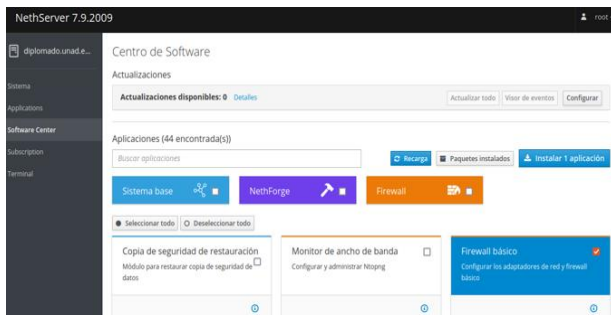 NethServer 7.9.2009
root
diplomado.unad.e...
Sistema
Applications
Software Center
Subscription
Terminal
Centro de Software
Actualizaciones
Actualizaciones disponibles: 0 Detalles
Actualizar todo Visor de eventos Configurar
Aplicaciones (44 encontrada(s))
Buscar aplicaciones
Recarga Paquetes instalados Instalar 1 aplicación
Sistema base NethForge Firewall
Seleccionar todo Deseleccionar todo
Copia de seguridad de restauración
Módulo para restaurar copia de seguridad de
datos
Monitor de ancho de banda
Configurar y administrar Ntopng
Firewall básico
Configurar los adaptadores de red y firewall
básico